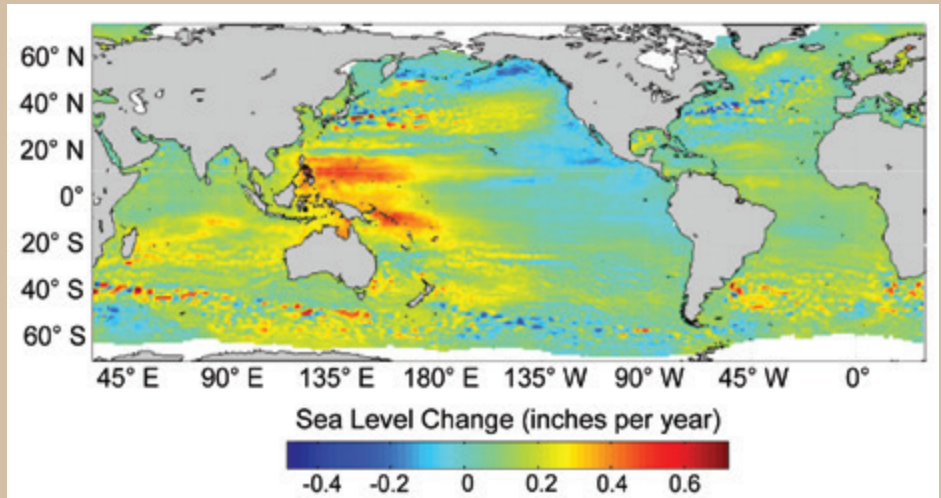 60° N
40° N
20° N
0°
20° S
40° S
60° S
45° E 90° E 135° E 180° E 135° W 90° W 45° W 0°
Sea Level Change (inches per year)
-0.4 -0.2 0 0.2 0.4 0.6